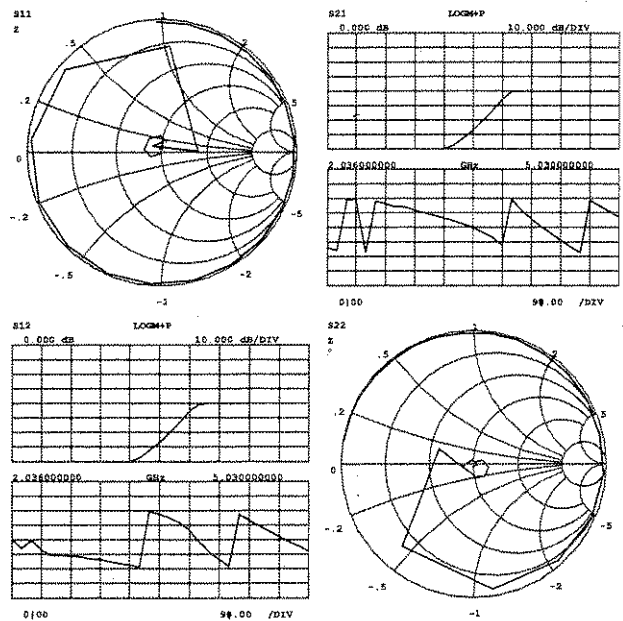 S11
Z
1
.5
2
.2
5
0
-.2
-5
-.5
-2
-1
S21 LOGM+P
0.000 dB 10.000 dB/DIV
2.036000000 GHz 5.030000000
0|00 90.00 /DIV
S12 LOGM+P
0.000 dB 10.000 dB/DIV
2.036000000 GHz 5.030000000
0|00 90.00 /DIV
S22
Z
1
.5
2
.2
5
0
-.2
-5
-.5
-2
-1